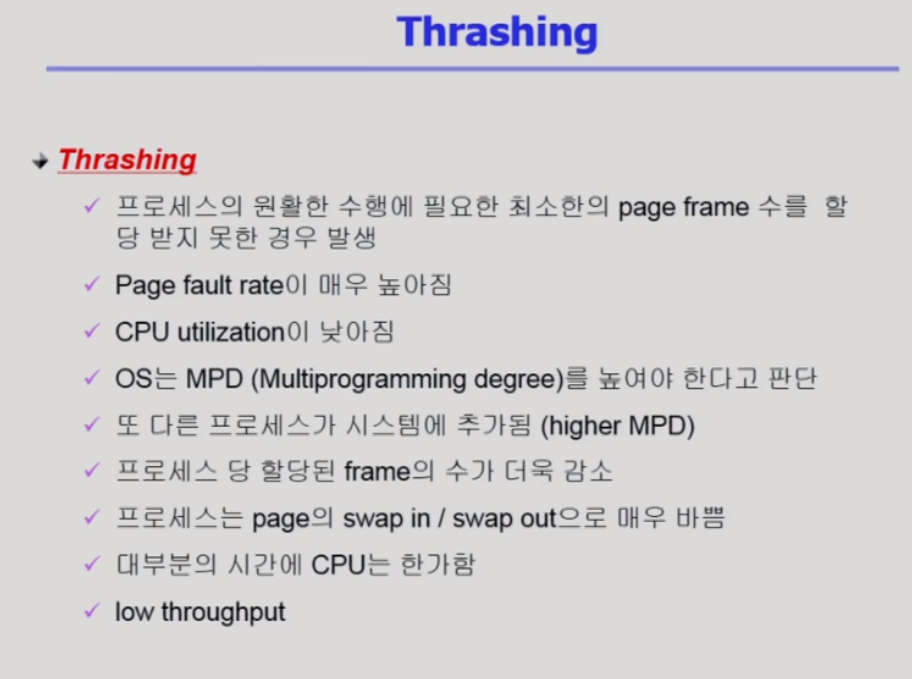 Thrashing
Thrashing
프로세스의 원활한 수행에 필요한 최소한의 page frame 수를 할
당 받지 못한 경우 발생
Page fault rate이 매우 높아짐
CPU utilization이 낮아짐
OS는 MPD (Multiprogramming degree)를 높여야 한다고 판단
또 다른 프로세스가 시스템에 추가됨 (higher MPD)
프로세스 당 할당된 frame의 수가 더욱 감소
프로세스는 page의 swap in / swap out으로 매우 바쁨
대부분의 시간에 CPU는 한가함
low throughput